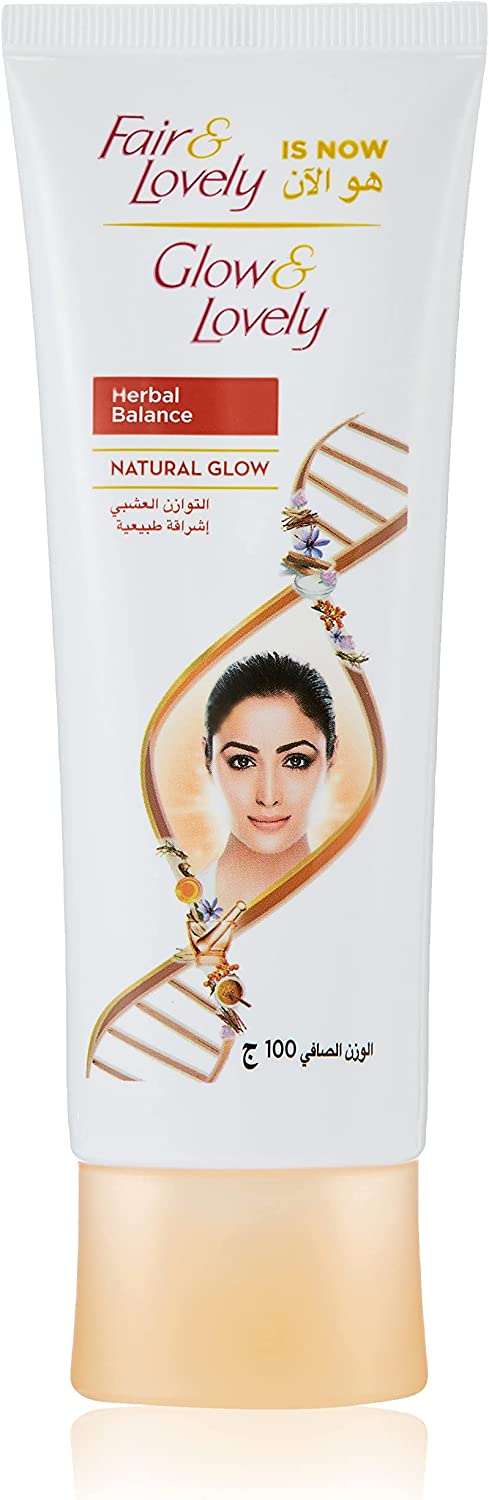 Fair & IS NOW
Lovely هو الآن
Glow &
Lovely
Herbal
Balance
NATURAL GLOW
التوازن العشبي
إشراقة طبيعية
الوزن الصافي 100 ج